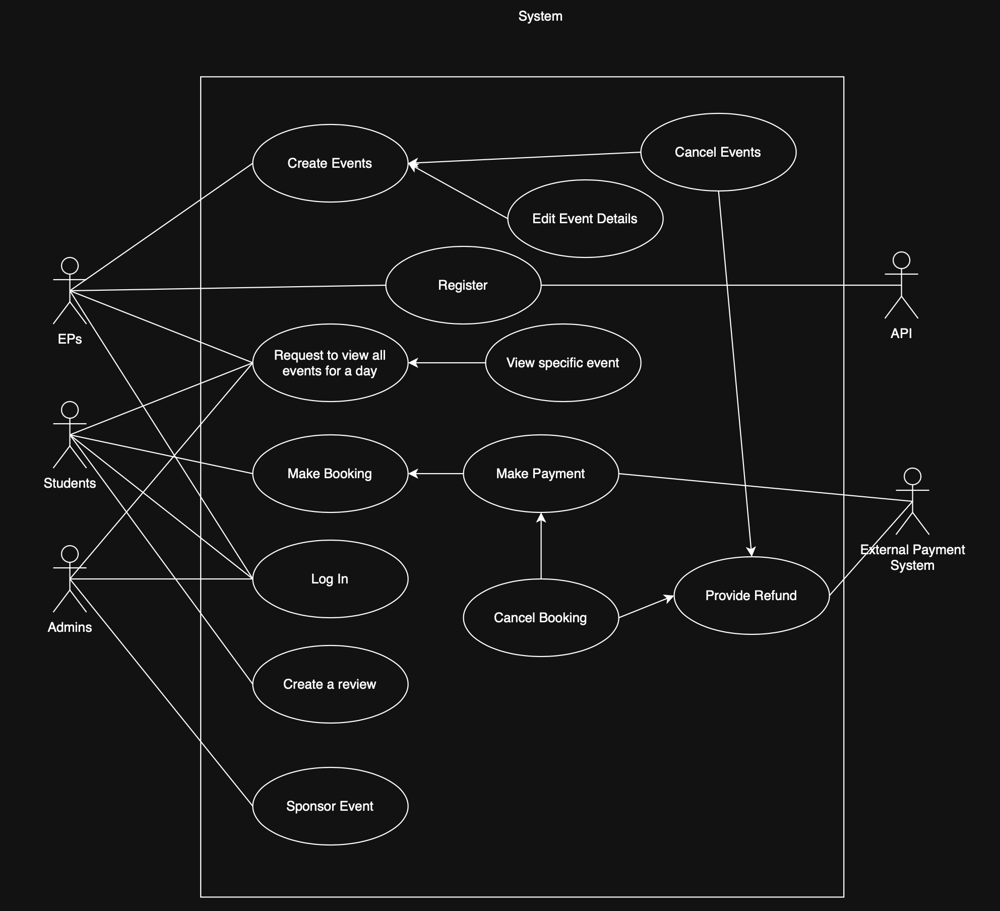 System
Cancel Events
Create Events
Edit Event Details
Register
API
EPs
Request to view all
events for a day
View specific event
Make Booking
Make Payment
Students
External Payment
System
Log In
Provide Refund
Cancel Booking
Admins
Create a review
Sponsor Event